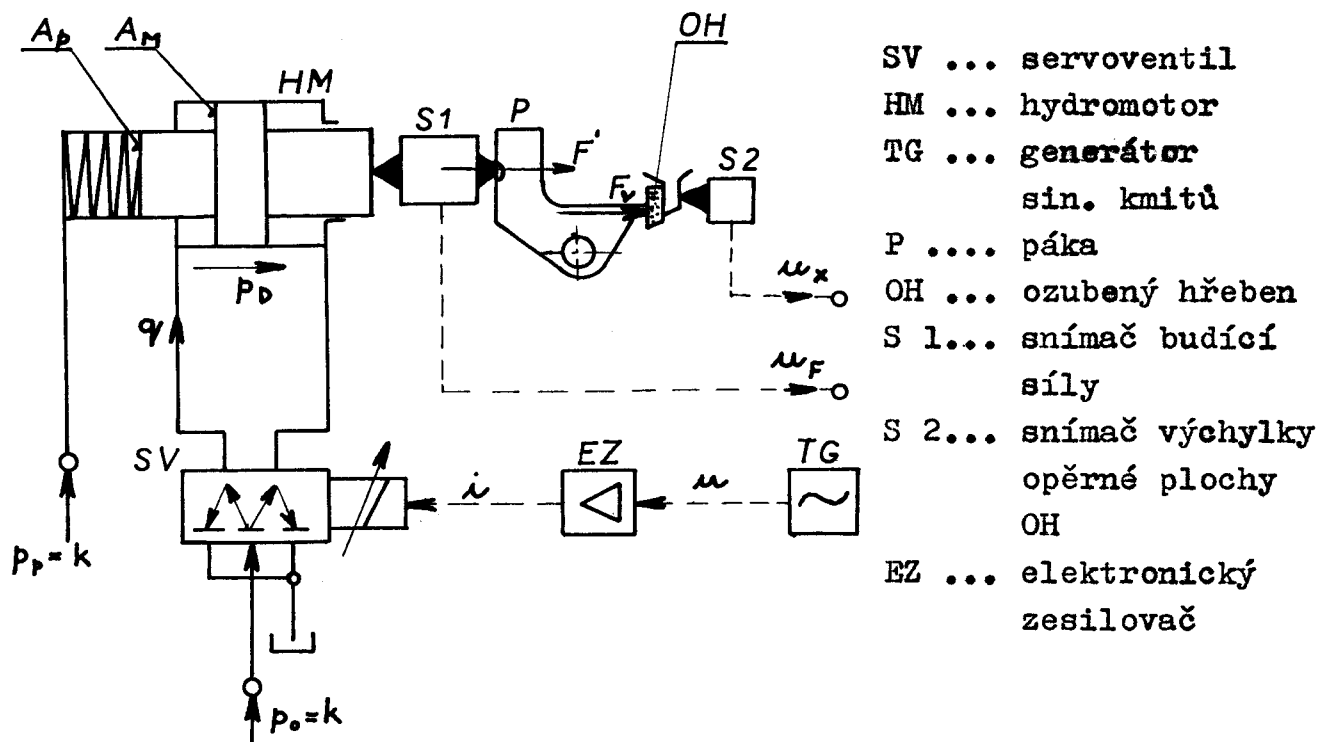 A_p
A_M
HM
S1
P
OH
F'
F_v
S2
p_D
q
u_x
u_F
SV
EZ
TG
i
u
p_p = k
p_o = k
SV ... servoventil
HM ... hydromotor
TG ... generátor
sin. kmitů
P .... páka
OH ... ozubený hřeben
S 1... snímač budící
síly
S 2... snímač výchylky
opěrné plochy
OH
EZ ... elektronický
zesilovač